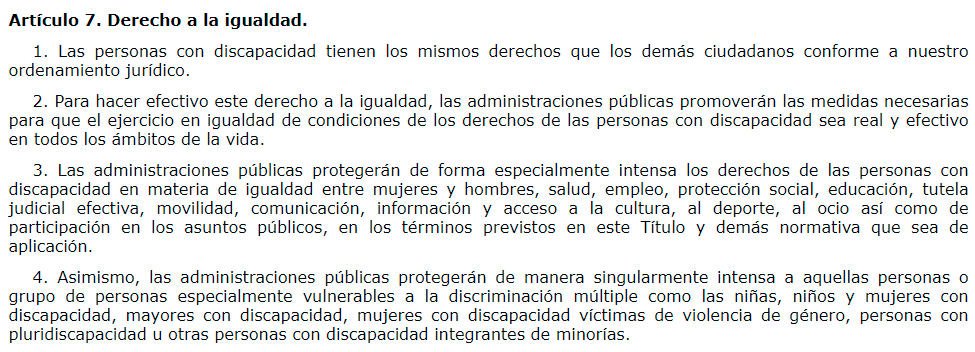 Artículo 7. Derecho a la igualdad.
1. Las personas con discapacidad tienen los mismos derechos que los demás ciudadanos conforme a nuestro
ordenamiento jurídico.
2. Para hacer efectivo este derecho a la igualdad, las administraciones públicas promoverán las medidas necesarias
para que el ejercicio en igualdad de condiciones de los derechos de las personas con discapacidad sea real y efectivo
en todos los ámbitos de la vida.
3. Las administraciones públicas protegerán de forma especialmente intensa los derechos de las personas con
discapacidad en materia de igualdad entre mujeres y hombres, salud, empleo, protección social, educación, tutela
judicial efectiva, movilidad, comunicación, información y acceso a la cultura, al deporte, al ocio así como de
participación en los asuntos públicos, en los términos previstos en este Título y demás normativa que sea de
aplicación.
4. Asimismo, las administraciones públicas protegerán de manera singularmente intensa a aquellas personas o
grupo de personas especialmente vulnerables a la discriminación múltiple como las niñas, niños y mujeres con
discapacidad, mayores con discapacidad, mujeres con discapacidad víctimas de violencia de género, personas con
pluridiscapacidad u otras personas con discapacidad integrantes de minorías.